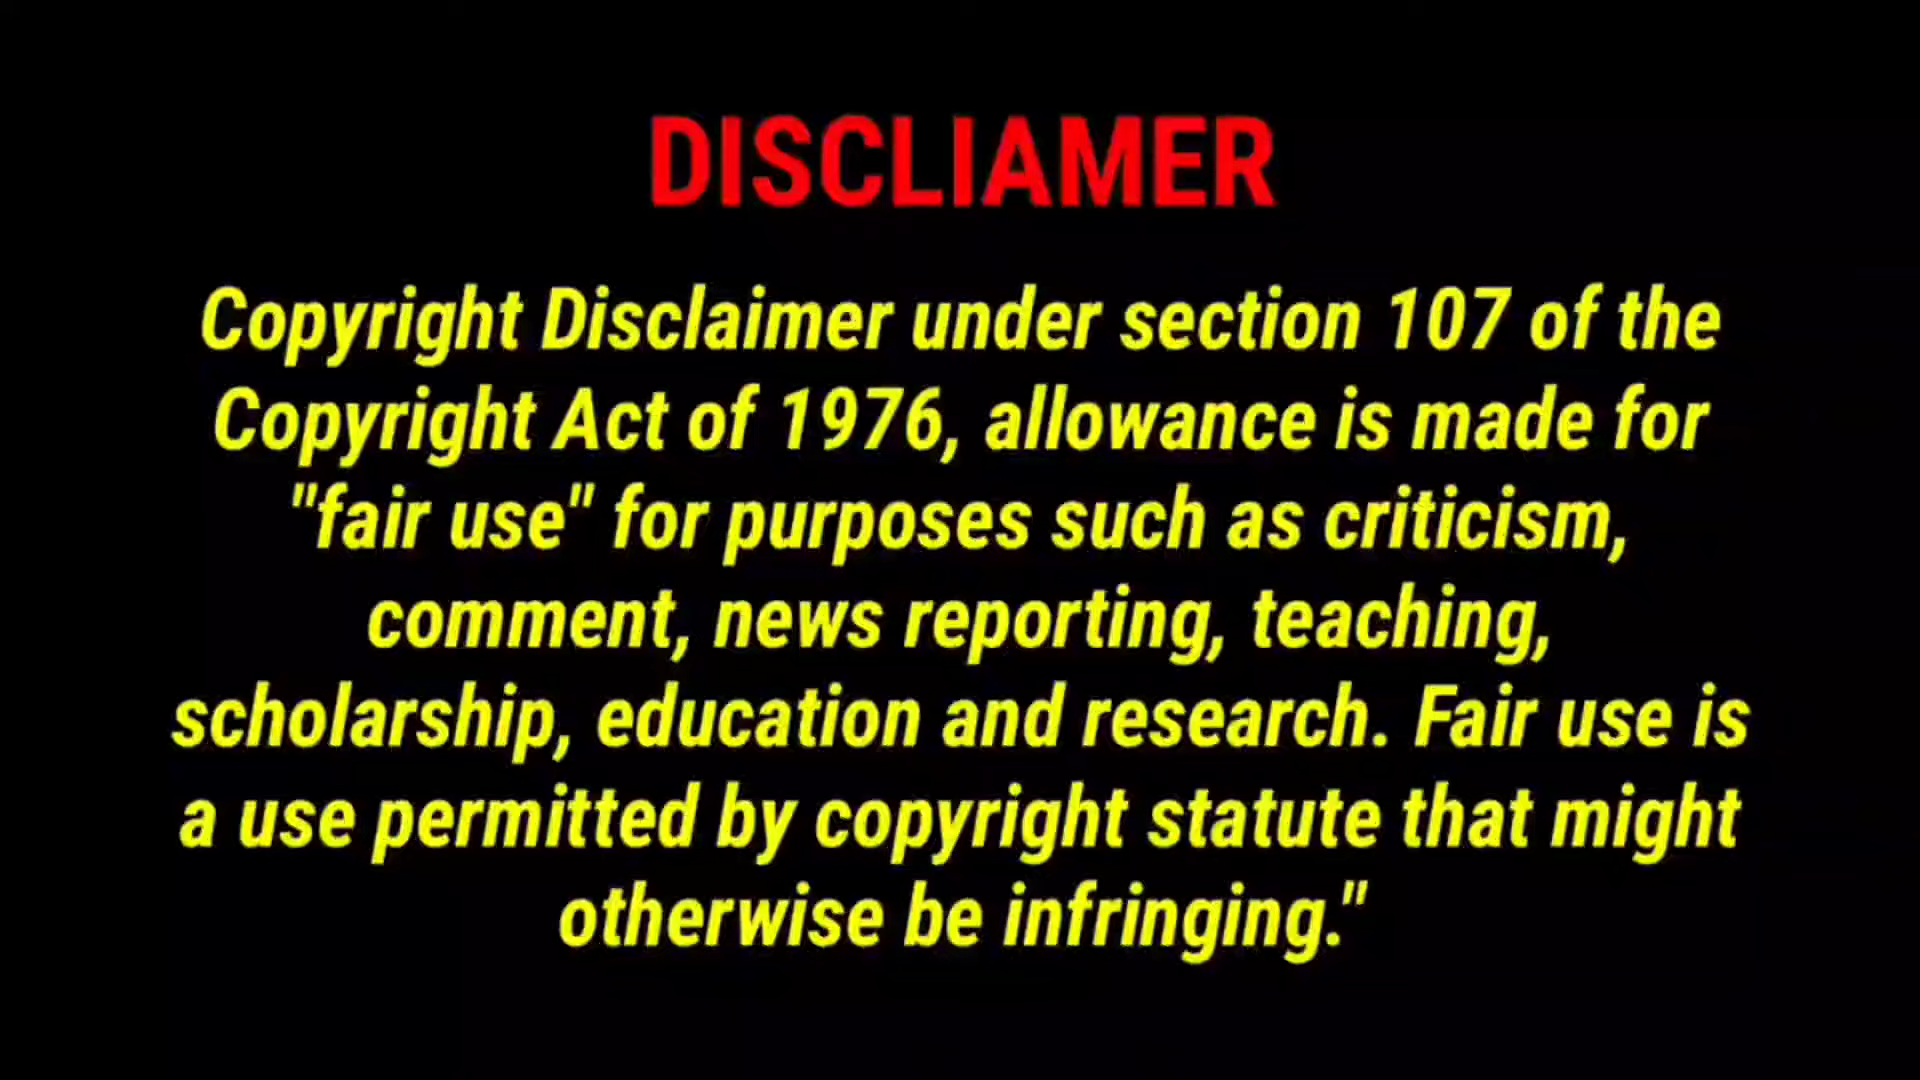 DISCLIAMER
Copyright Disclaimer under section 107 of the
Copyright Act of 1976, allowance is made for
"fair use" for purposes such as criticism,
comment, news reporting, teaching,
scholarship, education and research. Fair use is
a use permitted by copyright statute that might
otherwise be infringing."